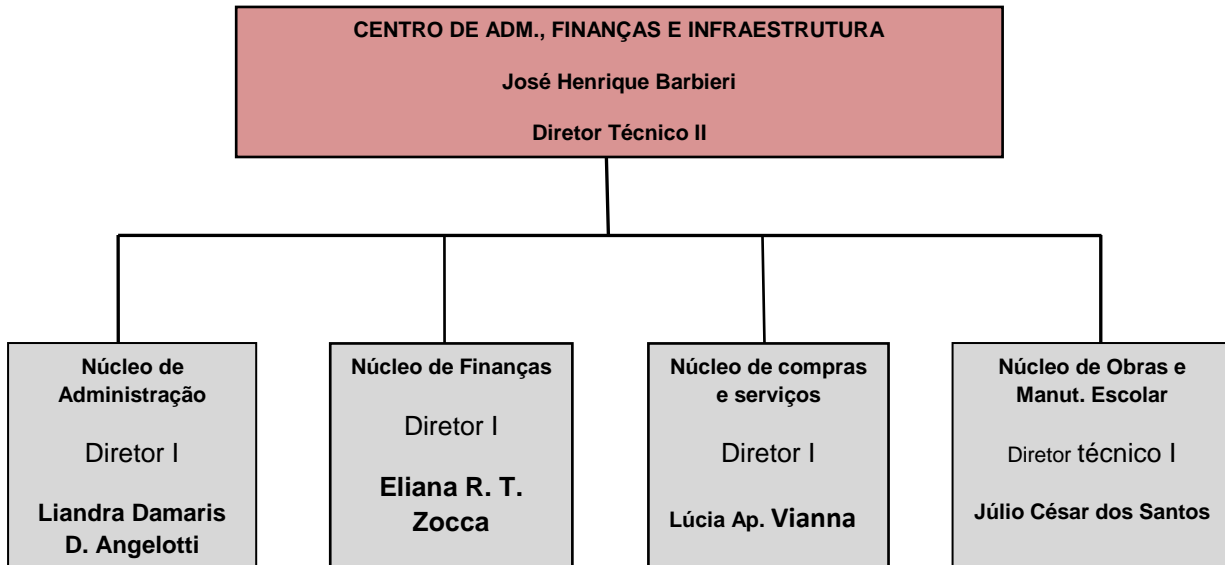 CENTRO DE ADM., FINANÇAS E INFRAESTRUTURA
José Henrique Barbieri
Diretor Técnico II
Núcleo de
Administração
Diretor I
Liandra Damaris
D. Angelotti
Núcleo de Finanças
Diretor I
Eliana R. T.
Zocca
Núcleo de compras
e serviços
Diretor I
Lúcia Ap. Vianna
Núcleo de Obras e
Manut. Escolar
Diretor técnico I
Júlio César dos Santos